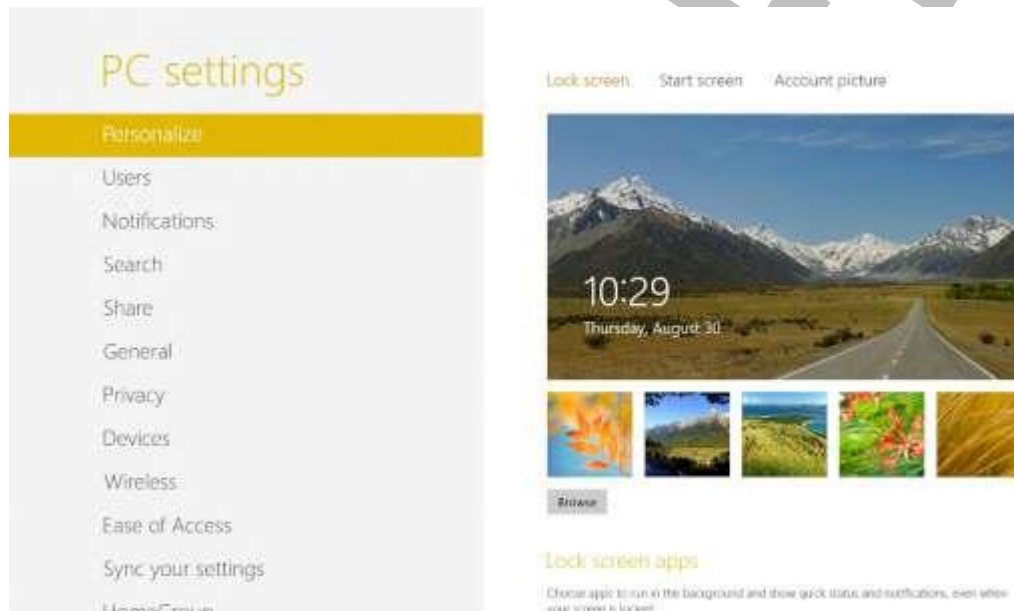 PC settings
Personalize
Users
Notifications
Search
Share
General
Privacy
Devices
Wireless
Ease of Access
Sync your settings
HomeGroup
Lock screen Start screen Account picture
10:29
Thursday, August 30
Browse
Lock screen apps
Choose apps to run in the background and show quick status and notifications, even when
your screen is locked